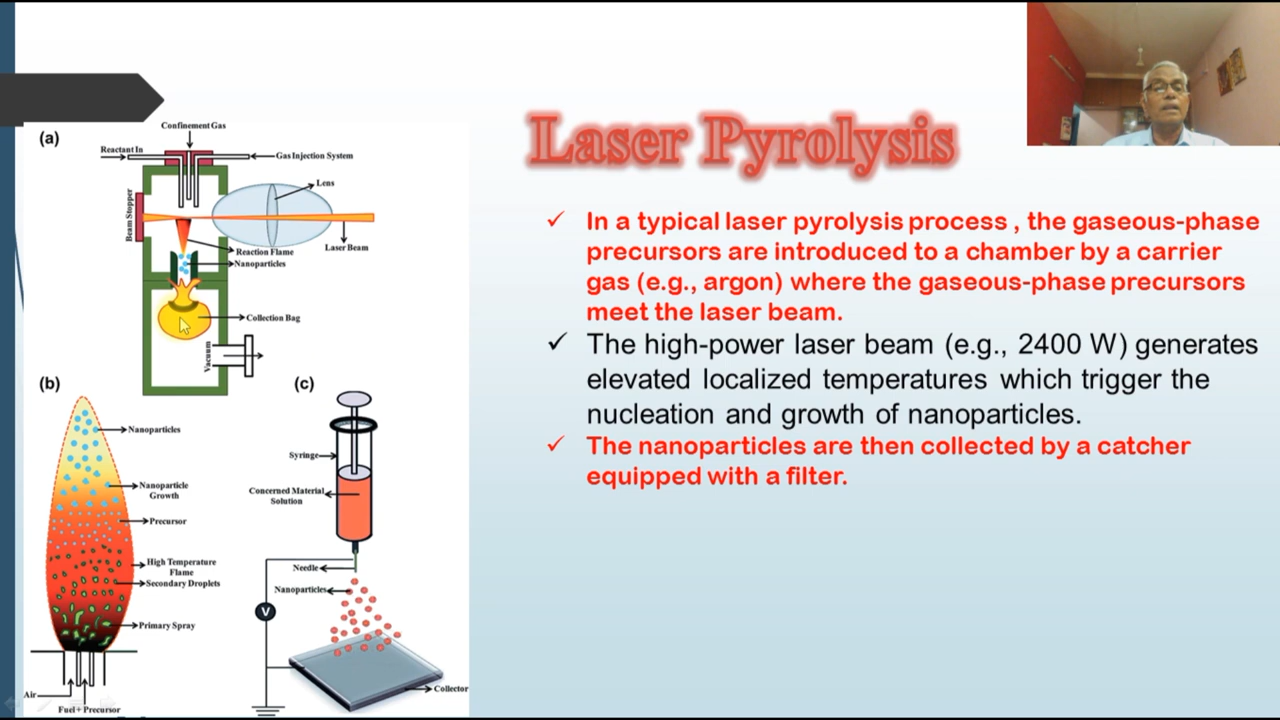 Laser Pyrolysis
In a typical laser pyrolysis process , the gaseous-phase
precursors are introduced to a chamber by a carrier
gas (e.g., argon) where the gaseous-phase precursors
meet the laser beam.
The high-power laser beam (e.g., 2400 W) generates
elevated localized temperatures which trigger the
nucleation and growth of nanoparticles.
The nanoparticles are then collected by a catcher
equipped with a filter.
(a)
Confinement Gas
Reactant In
Gas Injection System
Lens
Beam Stopper
Laser Beam
Reaction Flame
Nanoparticles
Collection Bag
Vacuum
(b)
Nanoparticles
Nanoparticle
Growth
Precursor
High Temperature
Flame
Secondary Droplets
Primary Spray
Air
Fuel + Precursor
(c)
Syringe
Concerned Material
Solution
Needle
Nanoparticles
V
Collector